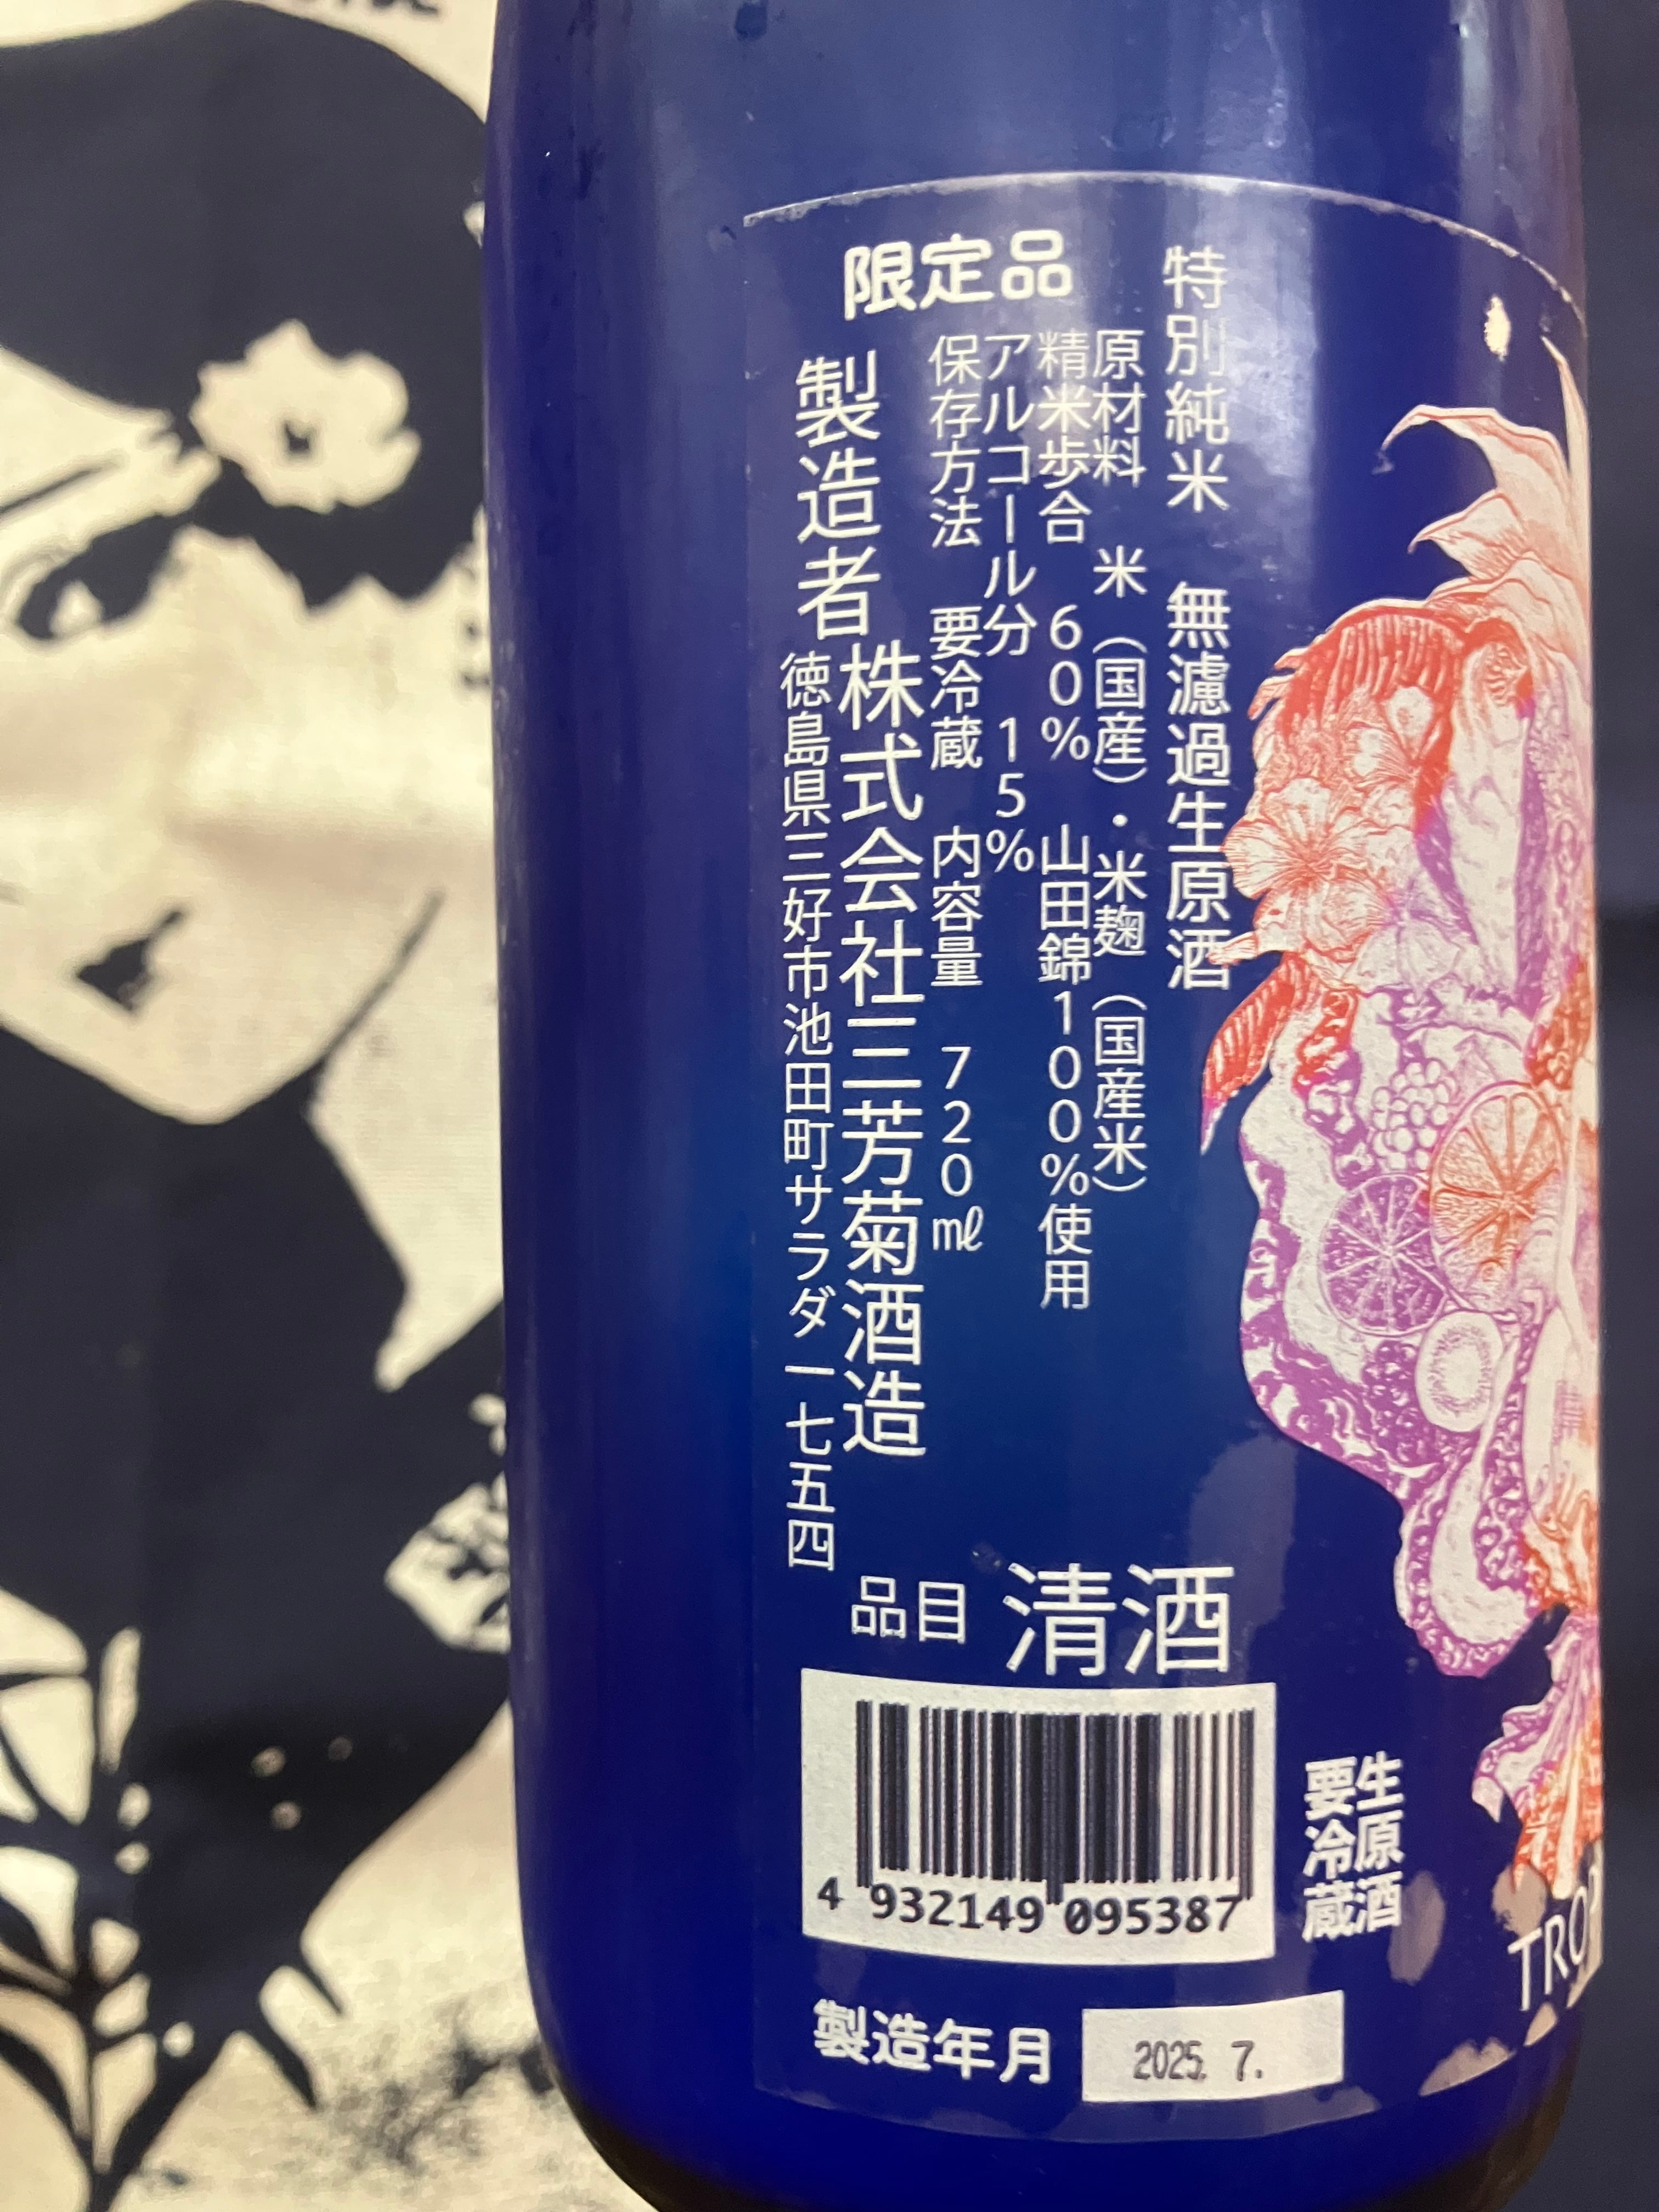 限定品
特別純米 無濾過生原酒
原材料 米（国産）・米麹（国産米）
精米歩合 60% 山田錦100%使用
アルコール分 15%
保存方法 要冷蔵 内容量 720㎖
製造者 株式会社三芳菊酒造
徳島県三好市池田町サラダ一七五四
品目 清酒
4 932149 095387
生原酒
要冷蔵
TROP
製造年月 2025. 7.